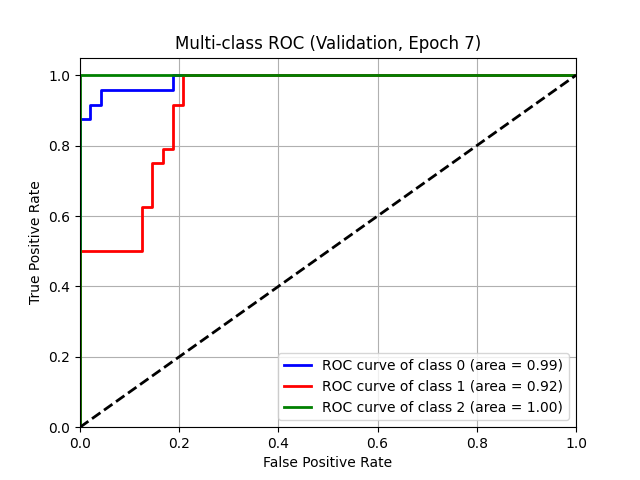 Multi-class ROC (Validation, Epoch 7)
1.0
0.8
0.6
0.4
0.2
0.0
True Positive Rate
ROC curve of class 0 (area = 0.99)
ROC curve of class 1 (area = 0.92)
ROC curve of class 2 (area = 1.00)
0.0 0.2 0.4 0.6 0.8 1.0
False Positive Rate